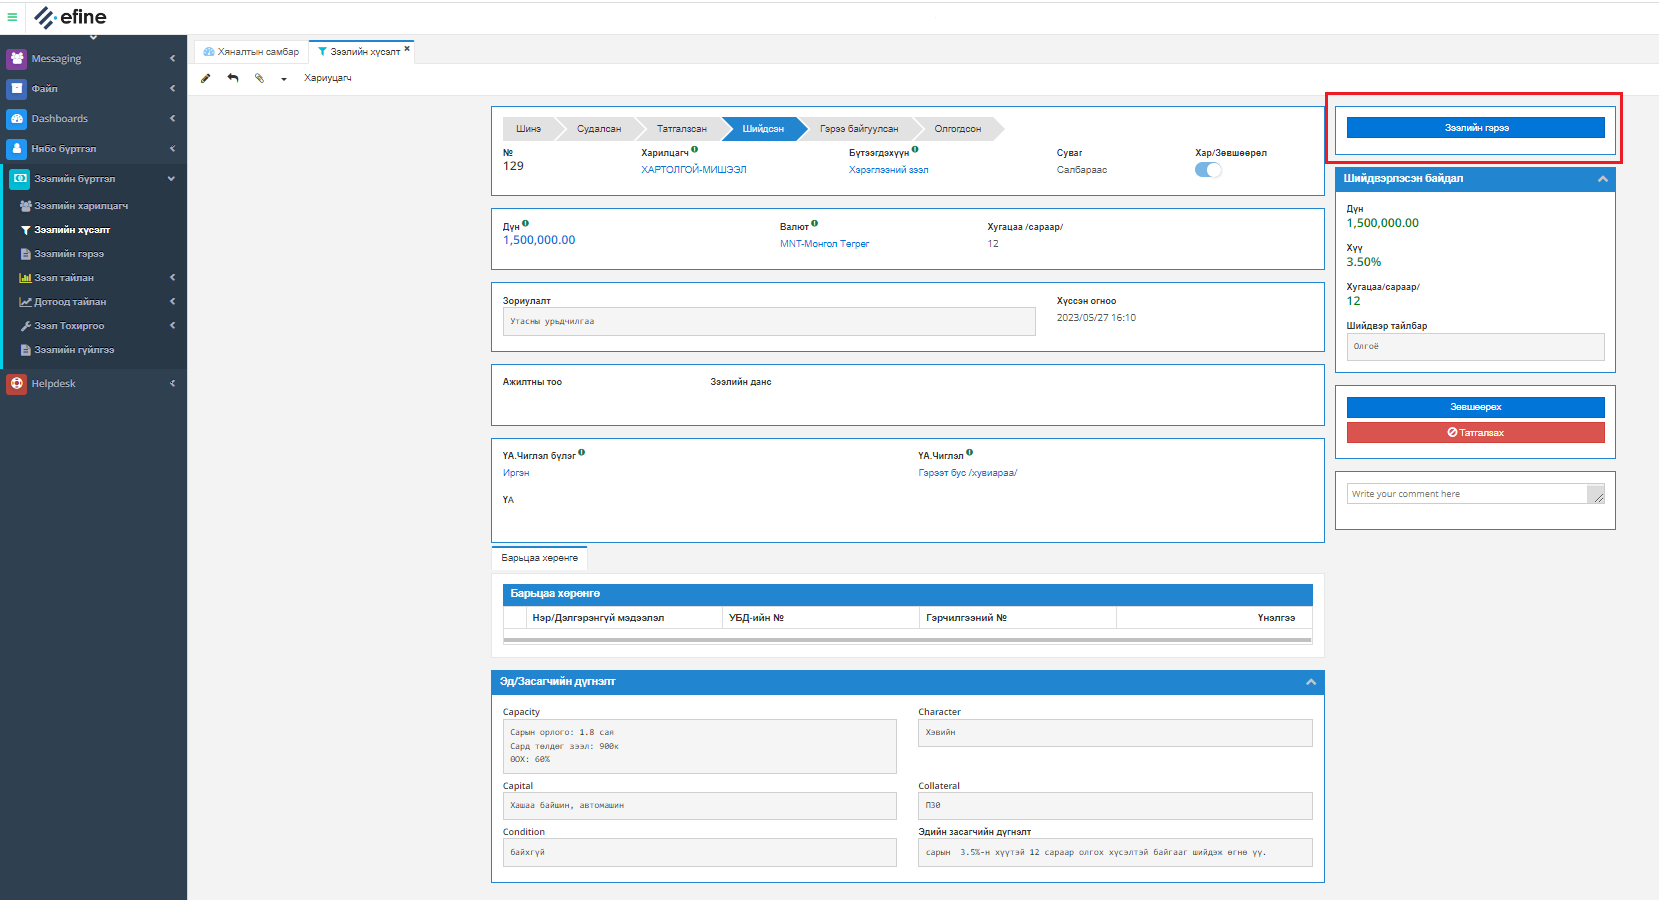 efine
Messaging
Файл
Dashboards
Нябо бүртгэл
Зээлийн бүртгэл
Зээлийн харилцагч
Зээлийн хүсэлт
Зээлийн гэрээ
Зээл тайлан
Дотоод тайлан
Зээл Тохиргоо
Зээлийн гүйлгээ
Helpdesk
Хяналтын самбар
Зээлийн хүсэлт
Хариуцагч
Шинэ
Судалсан
Татгалзсан
Шийдсэн
Гэрээ байгуулсан
Олгогдсон
№
129
Харилцагч
ХАРТОЛГОЙ-МИШЭЭЛ
Бүтээгдэхүүн
Хэрэглээний зээл
Суваг
Салбараас
Хар/Зөвшөөрөл
Дүн
1,500,000.00
Валют
MNT-Монгол Төгрөг
Хугацаа /сараар/
12
Зориулалт
Утасны урьдчилгаа
Хүссэн огноо
2023/05/27 16:10
Ажилтны тоо
Зээлийн данс
ҮА.Чиглэл бүлэг
Иргэн
ҮА.Чиглэл
Гэрээт бус /хувиараа/
ҮА
Барьцаа хөрөнгө
Барьцаа хөрөнгө
Нэр/Дэлгэрэнгүй мэдээлэл
УБД-ийн №
Гэрчилгээний №
Үнэлгээ
Эд/Засагчийн дүгнэлт
Capacity
Сарын орлого: 1.8 сая
Сард төлдөг зээл: 900к
ӨОХ: 60%
Character
Хэвийн
Capital
Хашаа байшин, автомашин
Collateral
ПЗӨ
Condition
байхгүй
Эдийн засагчийн дүгнэлт
сарын 3.5%-н хүүтэй 12 сараар олгох хүсэлтэй байгааг шийдэж өгнө үү.
Зээлийн гэрээ
Шийдвэрлэсэн байдал
Дүн
1,500,000.00
Хүү
3.50%
Хугацаа/сараар/
12
Шийдвэр тайлбар
Олгоё
Зөвшөөрөх
Татгалзах
Write your comment here